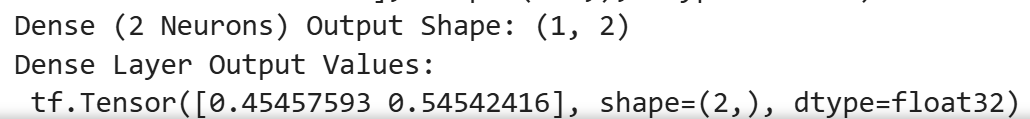 Dense (2 Neurons) Output Shape: (1, 2)
Dense Layer Output Values:
tf.Tensor([0.45457593 0.54542416], shape=(2,), dtype=float32)